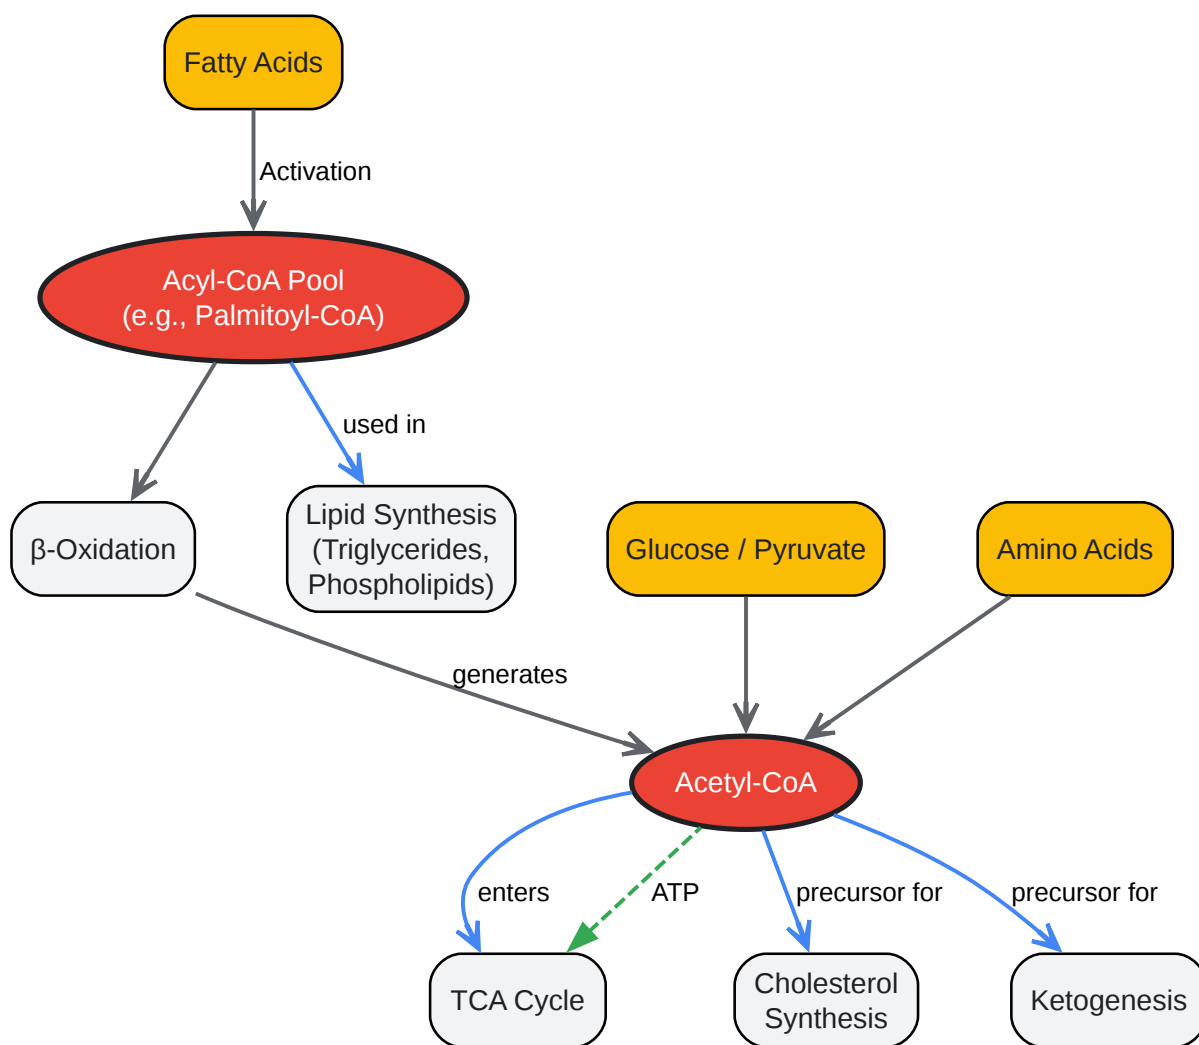 Fatty Acids
Activation
Acyl-CoA Pool
(e.g., Palmitoyl-CoA)
used in
β-Oxidation
Lipid Synthesis
(Triglycerides,
Phospholipids)
Glucose / Pyruvate
Amino Acids
generates
Acetyl-CoA
enters
ATP
precursor for
precursor for
TCA Cycle
Cholesterol
Synthesis
Ketogenesis